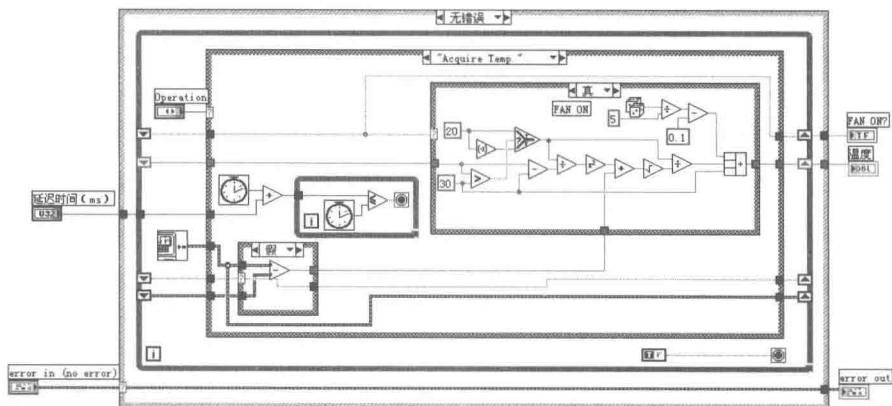 无错误
"Acquire Temp."
Operation
真
FAN ON
20
5
0.1
30
FAN ON?
TF
温度
DBL
延迟时间(ms)
U32
i
假
i
TF
error in (no error)
error out